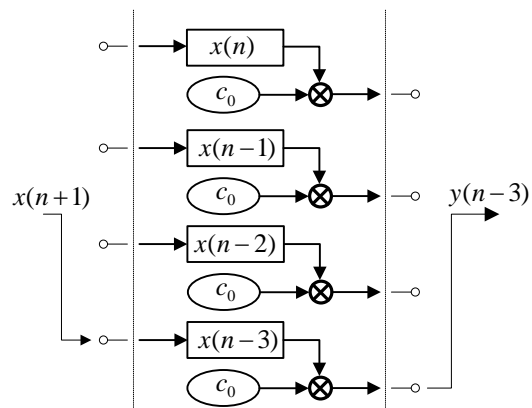 x(n)
c₀
x(n−1)
c₀
x(n+1)
y(n−3)
x(n−2)
c₀
x(n−3)
c₀